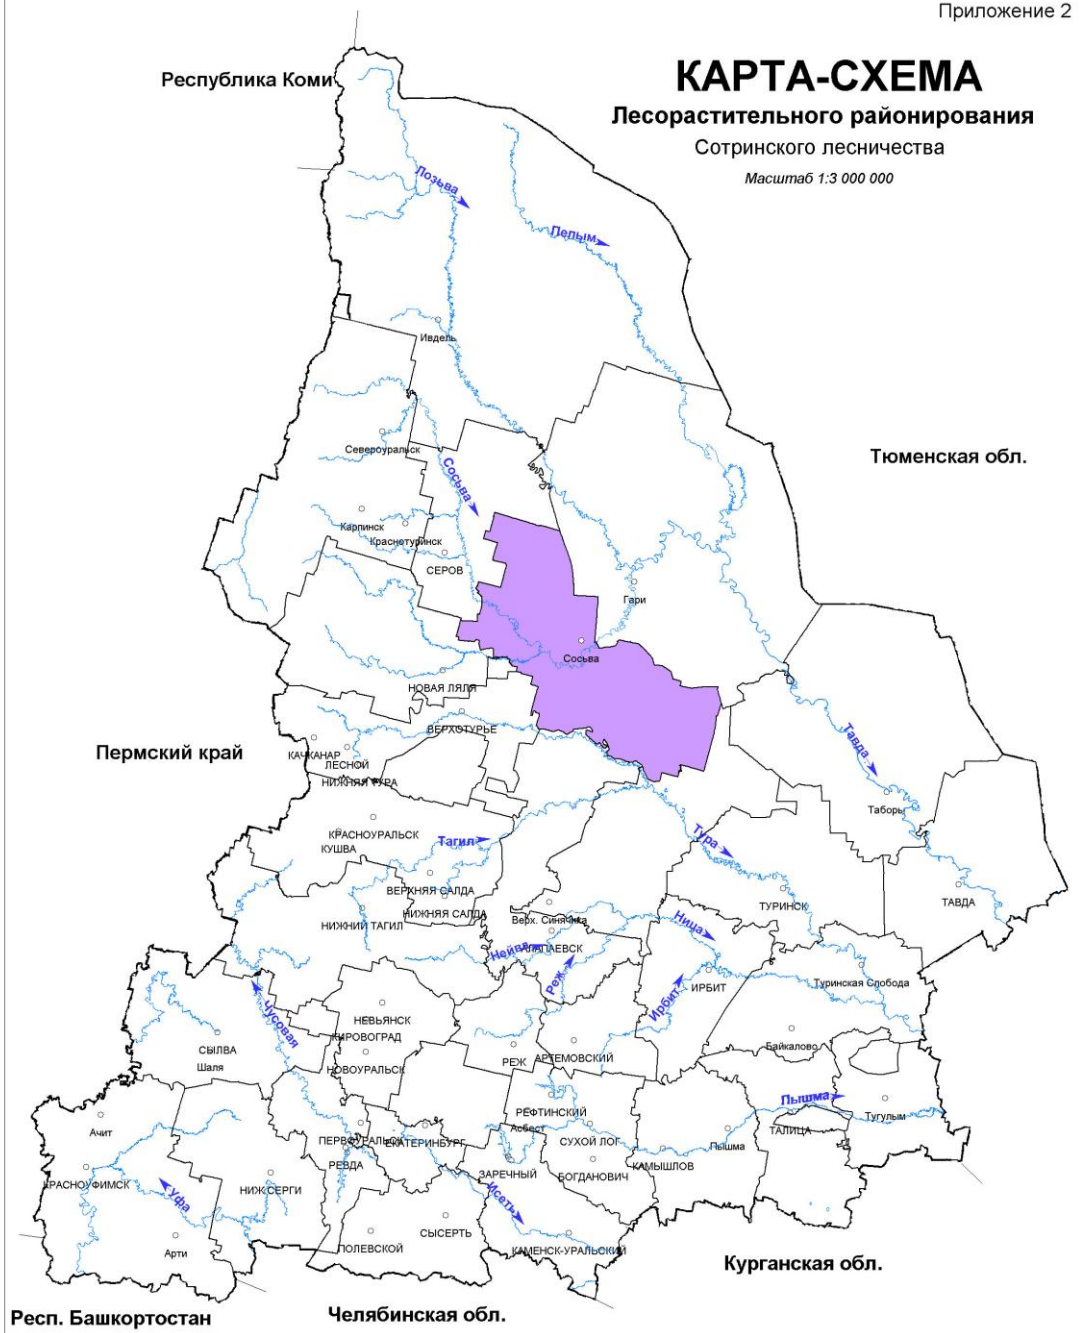 Приложение 2
КАРТА-СХЕМА
Лесорастительного районирования
Сотринского лесничества
Масштаб 1:3 000 000
Республика Коми
Лозьва
Пелым
Ивдель
Североуральск
Тюменская обл.
Сосьва
Карпинск
Краснотуринск
СЕРОВ
Гари
Сосьва
НОВАЯ ЛЯЛЯ
ВЕРХОТУРЬЕ
Пермский край
КАЧКАНАР
ЛЕСНОЙ
НИЖНЯЯ ТУРА
Тавда
Таборы
КРАСНОУРАЛЬСК
КУШВА
Тагил
Тура
ВЕРХНЯЯ САЛДА
НИЖНЯЯ САЛДА
НИЖНИЙ ТАГИЛ
Верх. Синячиха
АЛАПАЕВСК
Нейва
Ница
ТУРИНСК
ТАВДА
Реж
Ирбит
ИРБИТ
Туринская Слобода
Чусовая
НЕВЬЯНСК
КИРОВОГРАД
НОВОУРАЛЬСК
СЫЛВА
Шаля
РЕЖ
АРТЕМОВСКИЙ
Байкалово
Пышма
Тугулым
РЕФТИНСКИЙ
Асбест
СУХОЙ ЛОГ
Пышма
ТАЛИЦА
Ачит
ПЕРВОУРАЛЬСК
ЕКАТЕРИНБУРГ
РЕВДА
ЗАРЕЧНЫЙ
БОГДАНОВИЧ
КАМЫШЛОВ
КРАСНОУФИМСК
Уфа
НИЖ.СЕРГИ
Исеть
Арти
СЫСЕРТЬ
ПОЛЕВСКОЙ
КАМЕНСК-УРАЛЬСКИЙ
Курганская обл.
Респ. Башкортостан
Челябинская обл.